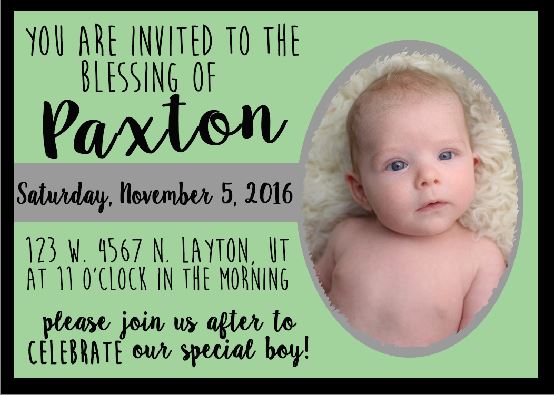 YOU ARE INVITED TO THE
BLESSING OF
Paxton
Saturday, November 5, 2016
123 W. 4567 N. LAYTON, UT
AT 11 O'CLOCK IN THE MORNING
please join us after to
CELEBRATE our special boy!